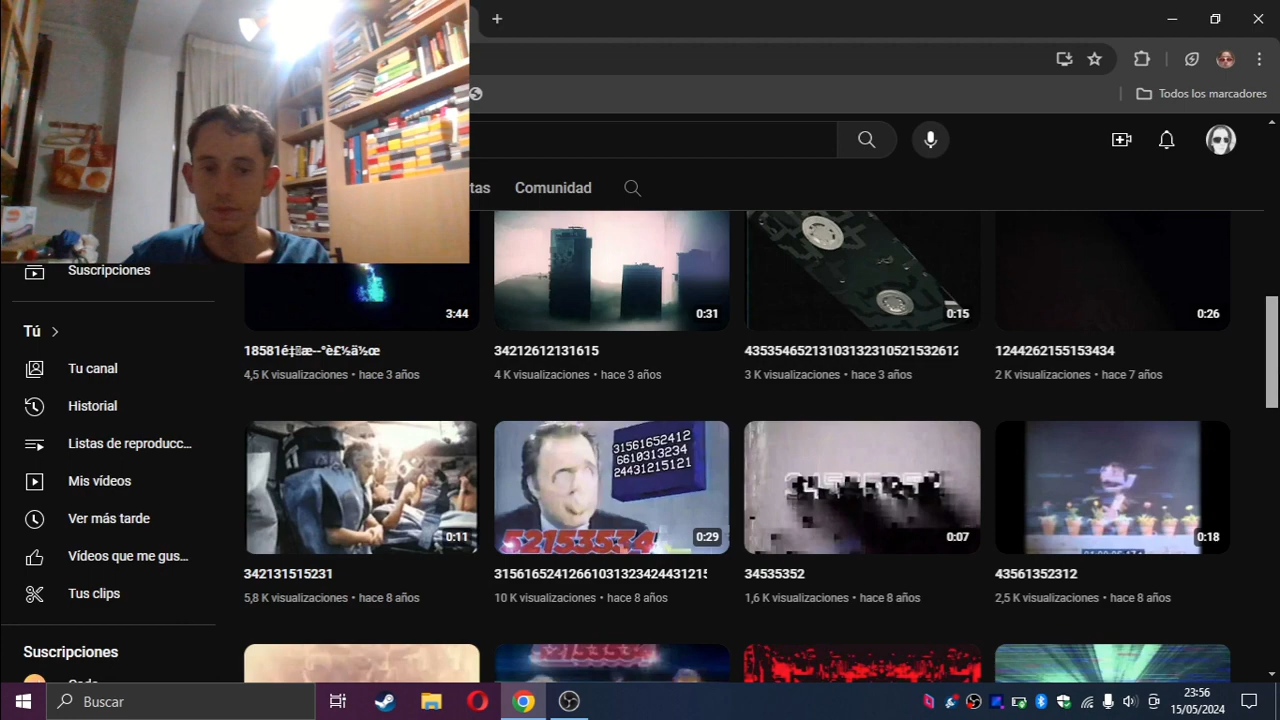 Todos los marcadores
tas
Comunidad
Suscripciones
3:44
0:31
0:15
0:26
Tú
34212612131615
1244262155153434
4,5 K visualizaciones • hace 3 años
4 K visualizaciones • hace 3 años
3 K visualizaciones • hace 3 años
2 K visualizaciones • hace 7 años
Tu canal
Historial
Listas de reproducc...
Mis vídeos
Ver más tarde
Vídeos que me gus...
Tus clips
31561652412
6610313234
24431215121
52153534
0:11
0:29
0:07
0:18
342131515231
34535352
43561352312
5,8 K visualizaciones • hace 8 años
10 K visualizaciones • hace 8 años
1,6 K visualizaciones • hace 8 años
2,5 K visualizaciones • hace 8 años
Suscripciones
Buscar
23:56
15/05/2024